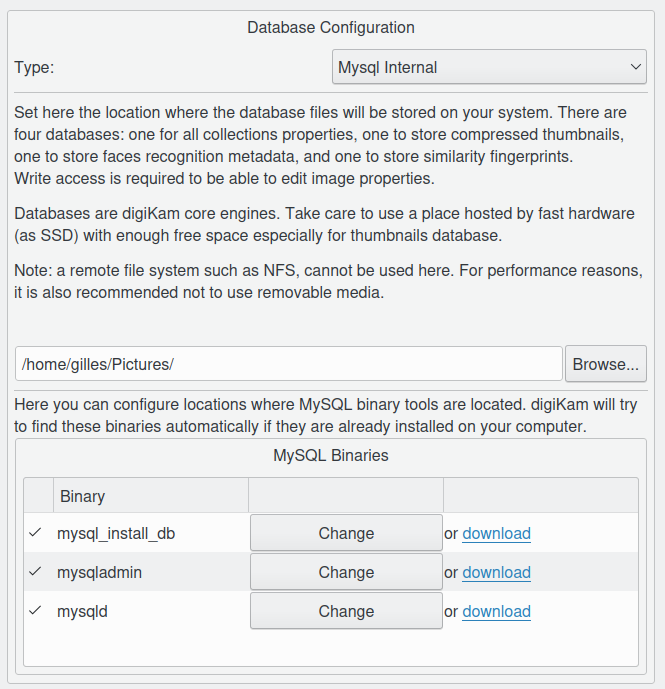 Database Configuration
Type:
Mysql Internal
Set here the location where the database files will be stored on your system. There are
four databases: one for all collections properties, one to store compressed thumbnails,
one to store faces recognition metadata, and one to store similarity fingerprints.
Write access is required to be able to edit image properties.
Databases are digiKam core engines. Take care to use a place hosted by fast hardware
(as SSD) with enough free space especially for thumbnails database.
Note: a remote file system such as NFS, cannot be used here. For performance reasons,
it is also recommended not to use removable media.
/home/gilles/Pictures/
Browse...
Here you can configure locations where MySQL binary tools are located. digiKam will try
to find these binaries automatically if they are already installed on your computer.
MySQL Binaries
Binary
mysql_install_db Change or download
mysqladmin Change or download
mysqld Change or download